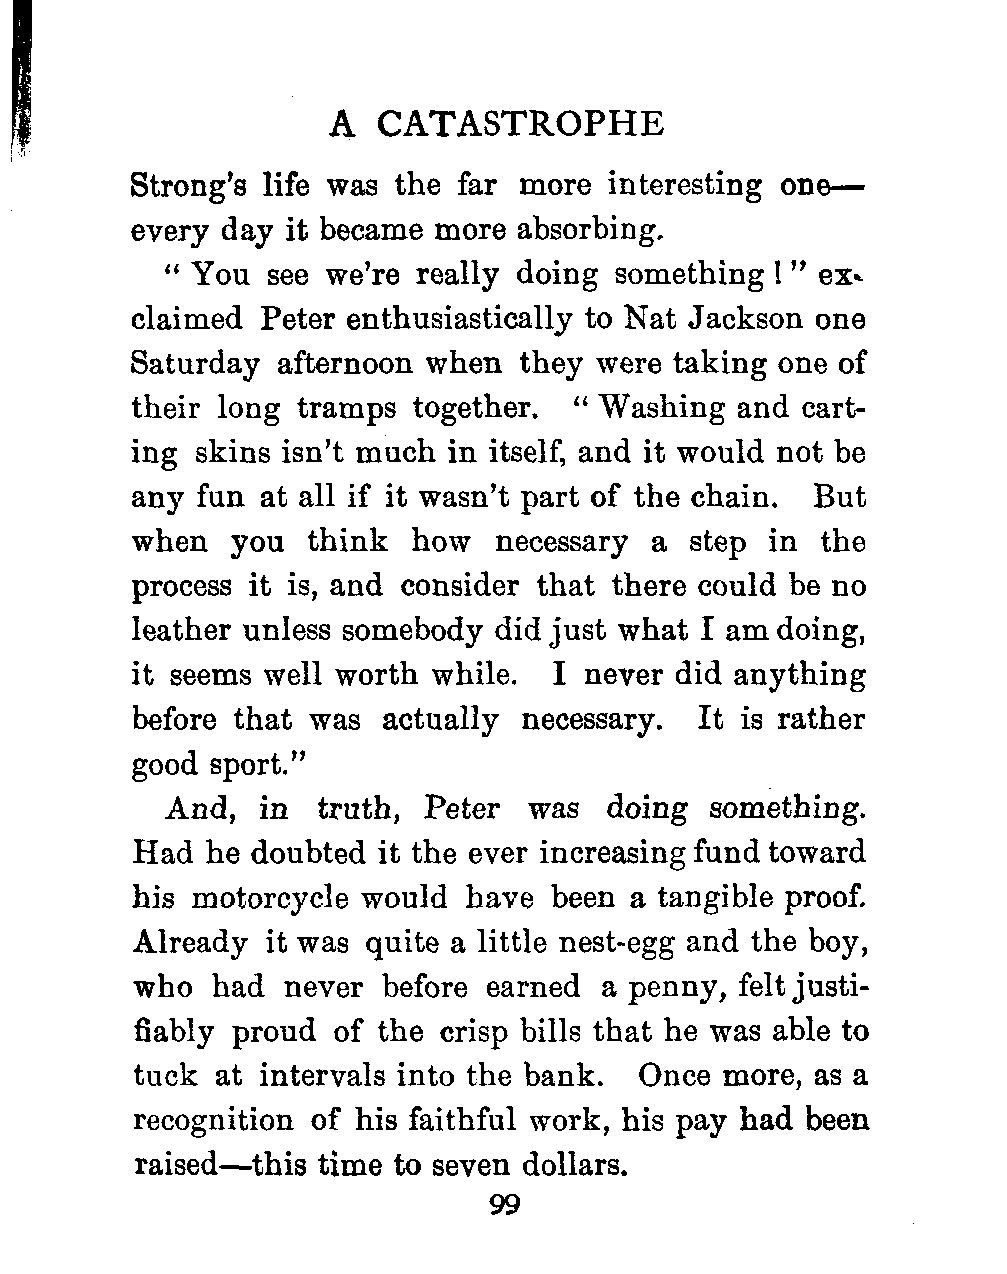 A CATASTROPHE
Strong's life was the far more interesting one—
every day it became more absorbing.
“ You see we're really doing something ! ” ex-
claimed Peter enthusiastically to Nat Jackson one
Saturday afternoon when they were taking one of
their long tramps together. “ Washing and cart-
ing skins isn't much in itself, and it would not be
any fun at all if it wasn't part of the chain. But
when you think how necessary a step in the
process it is, and consider that there could be no
leather unless somebody did just what I am doing,
it seems well worth while. I never did anything
before that was actually necessary. It is rather
good sport.”
And, in truth, Peter was doing something.
Had he doubted it the ever increasing fund toward
his motorcycle would have been a tangible proof.
Already it was quite a little nest-egg and the boy,
who had never before earned a penny, felt justi-
fiably proud of the crisp bills that he was able to
tuck at intervals into the bank. Once more, as a
recognition of his faithful work, his pay had been
raised—this time to seven dollars.
99